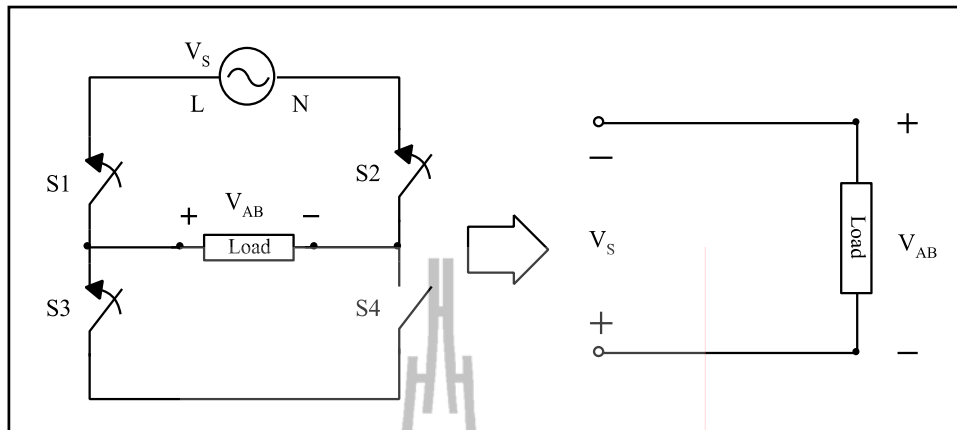 V_S
L N
S1
S2
+ V_AB −
Load
S3
S4
−
V_S
+
+
Load
V_AB
−